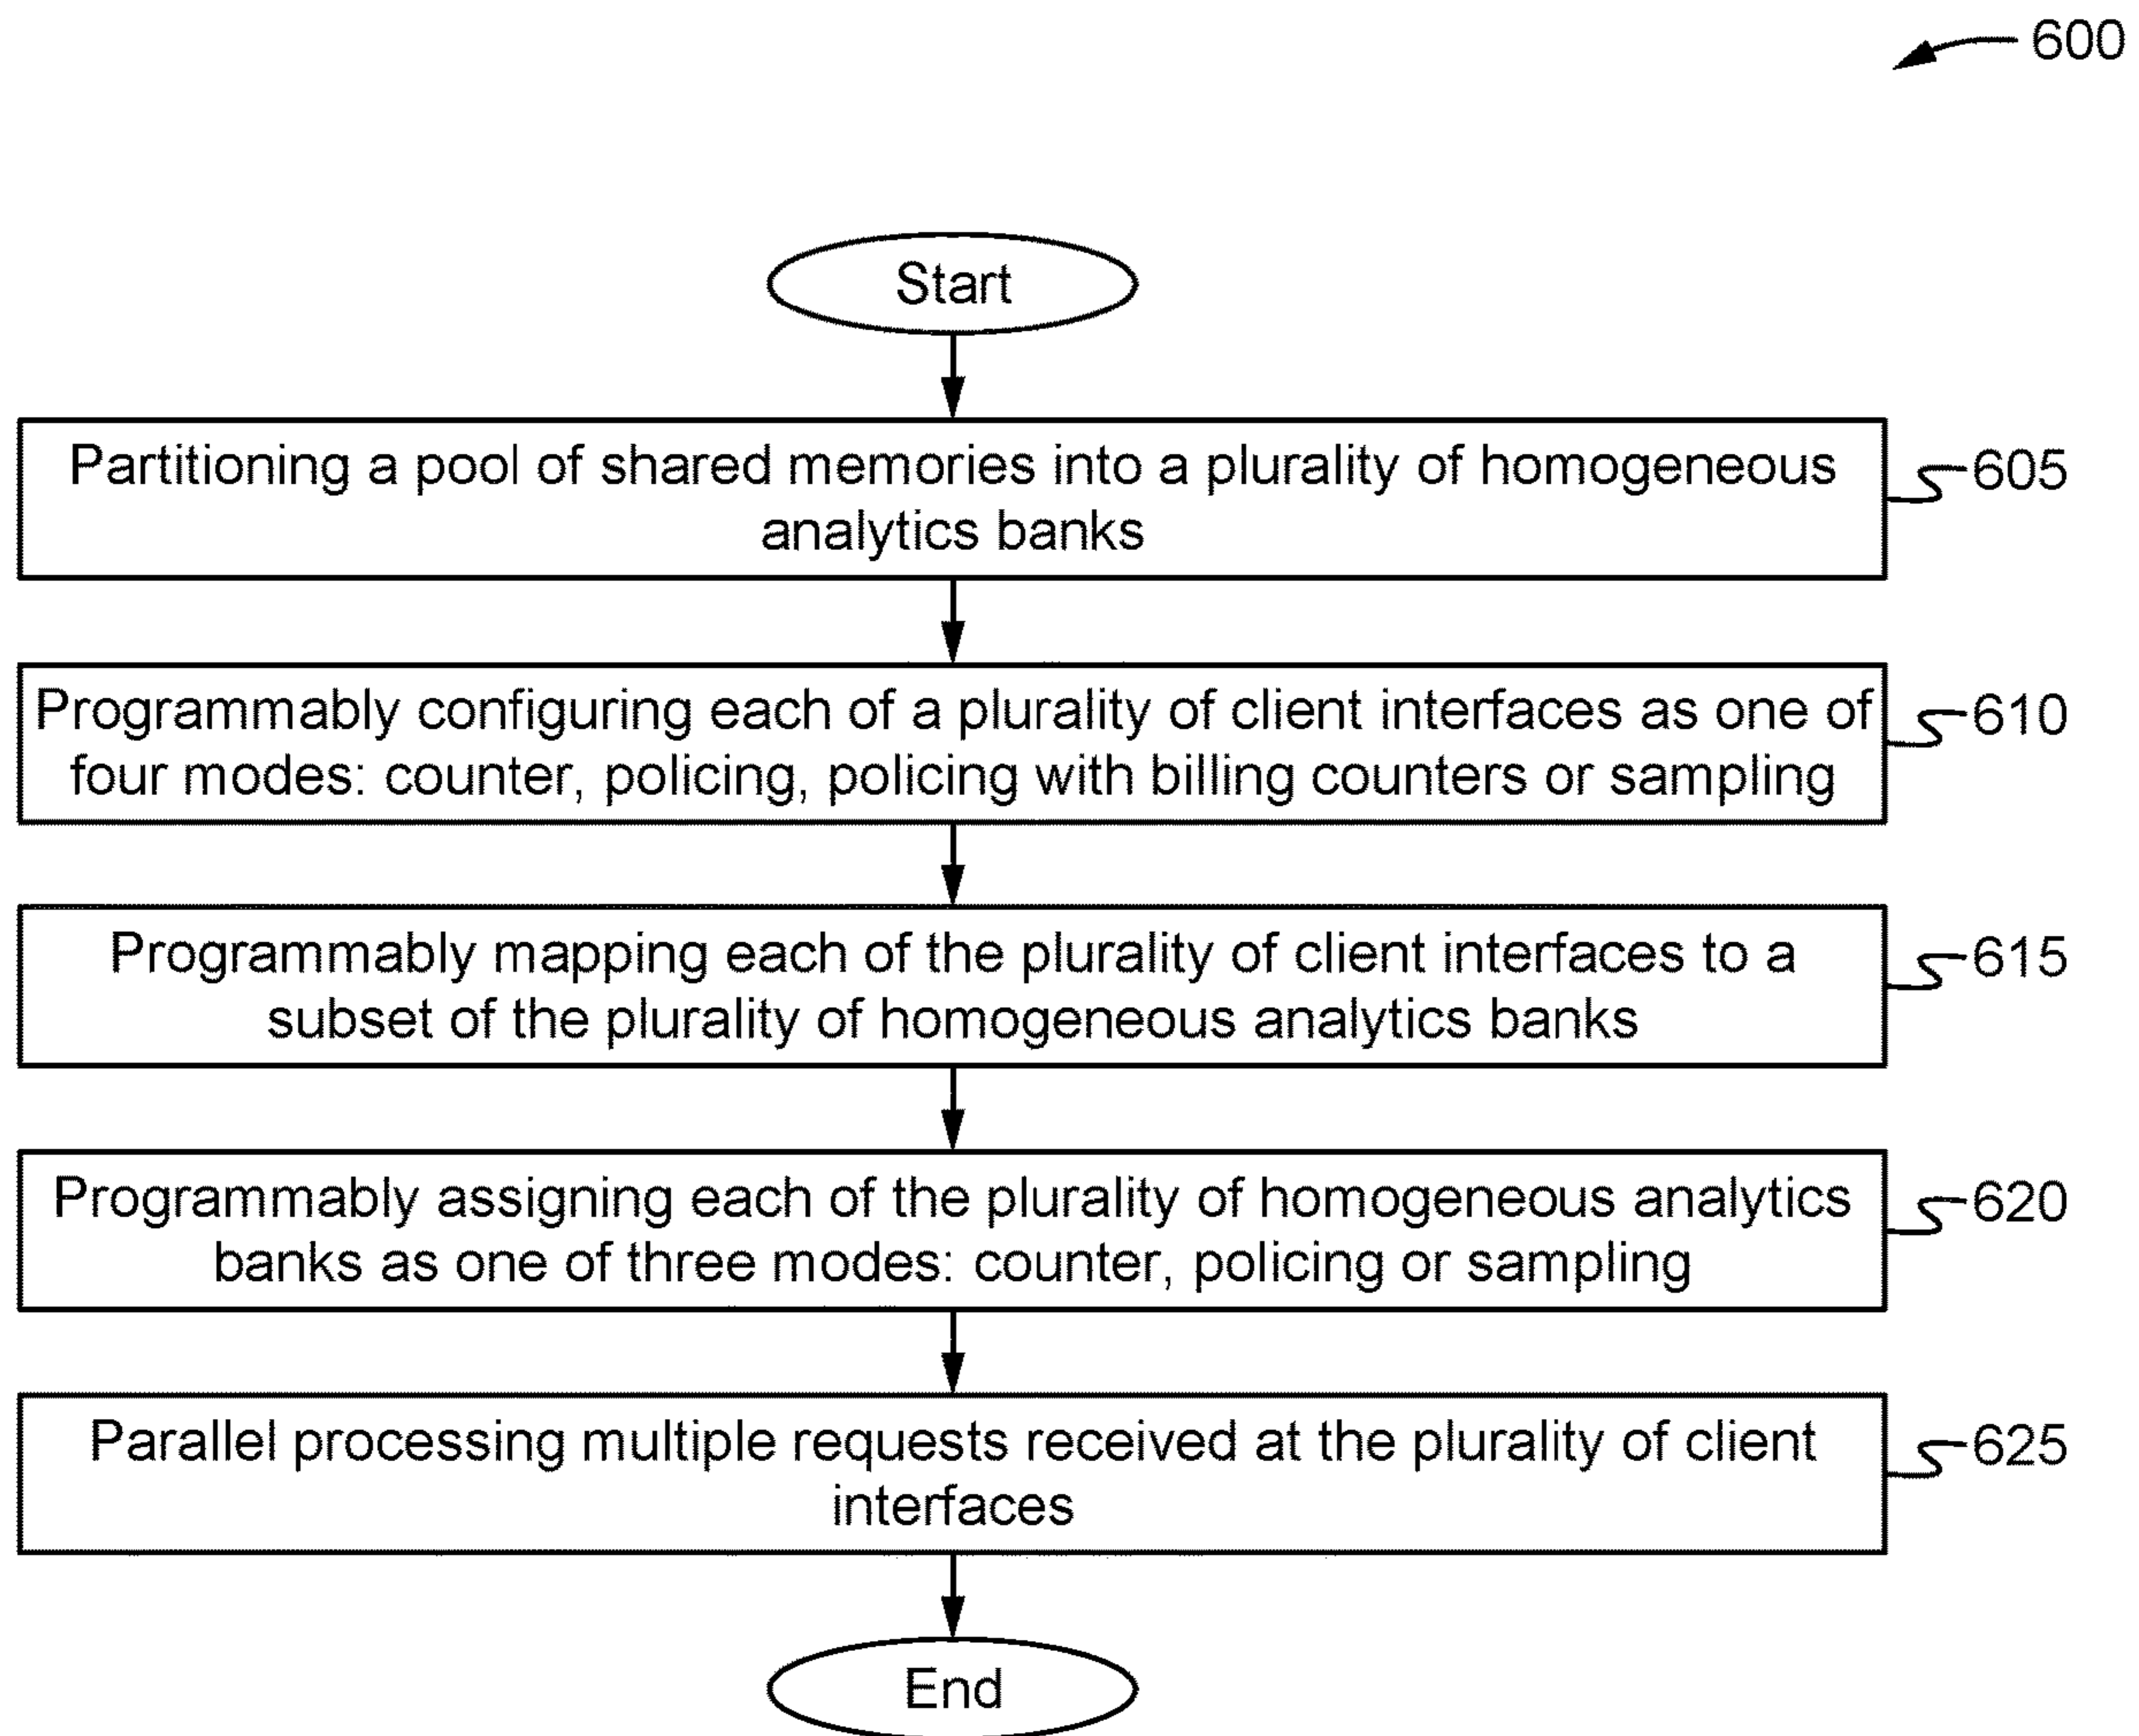 600
Start
Partitioning a pool of shared memories into a plurality of homogeneous
analytics banks
605
Programmably configuring each of a plurality of client interfaces as one of
four modes: counter, policing, policing with billing counters or sampling
610
Programmably mapping each of the plurality of client interfaces to a
subset of the plurality of homogeneous analytics banks
615
Programmably assigning each of the plurality of homogeneous analytics
banks as one of three modes: counter, policing or sampling
620
Parallel processing multiple requests received at the plurality of client
interfaces
625
End